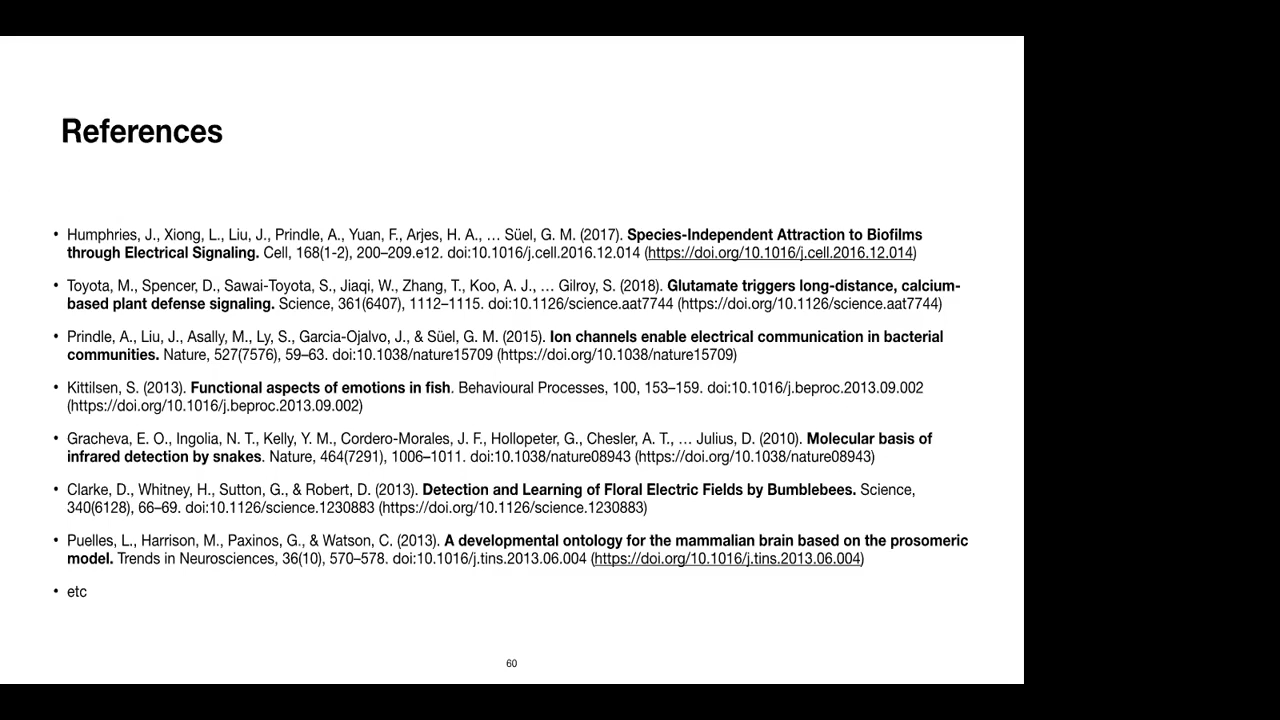 References
• Humphries, J., Xiong, L., Liu, J., Prindle, A., Yuan, F., Arjes, H. A., … Süel, G. M. (2017). Species-Independent Attraction to Biofilms
through Electrical Signaling. Cell, 168(1-2), 200–209.e12. doi:10.1016/j.cell.2016.12.014 (https://doi.org/10.1016/j.cell.2016.12.014)
• Toyota, M., Spencer, D., Sawai-Toyota, S., Jiaqi, W., Zhang, T., Koo, A. J., … Gilroy, S. (2018). Glutamate triggers long-distance, calcium-
based plant defense signaling. Science, 361(6407), 1112–1115. doi:10.1126/science.aat7744 (https://doi.org/10.1126/science.aat7744)
• Prindle, A., Liu, J., Asally, M., Ly, S., Garcia-Ojalvo, J., & Süel, G. M. (2015). Ion channels enable electrical communication in bacterial
communities. Nature, 527(7576), 59–63. doi:10.1038/nature15709 (https://doi.org/10.1038/nature15709)
• Kittilsen, S. (2013). Functional aspects of emotions in fish. Behavioural Processes, 100, 153–159. doi:10.1016/j.beproc.2013.09.002
(https://doi.org/10.1016/j.beproc.2013.09.002)
• Gracheva, E. O., Ingolia, N. T., Kelly, Y. M., Cordero-Morales, J. F., Hollopeter, G., Chesler, A. T., … Julius, D. (2010). Molecular basis of
infrared detection by snakes. Nature, 464(7291), 1006–1011. doi:10.1038/nature08943 (https://doi.org/10.1038/nature08943)
• Clarke, D., Whitney, H., Sutton, G., & Robert, D. (2013). Detection and Learning of Floral Electric Fields by Bumblebees. Science,
340(6128), 66–69. doi:10.1126/science.1230883 (https://doi.org/10.1126/science.1230883)
• Puelles, L., Harrison, M., Paxinos, G., & Watson, C. (2013). A developmental ontology for the mammalian brain based on the prosomeric
model. Trends in Neurosciences, 36(10), 570–578. doi:10.1016/j.tins.2013.06.004 (https://doi.org/10.1016/j.tins.2013.06.004)
• etc
60